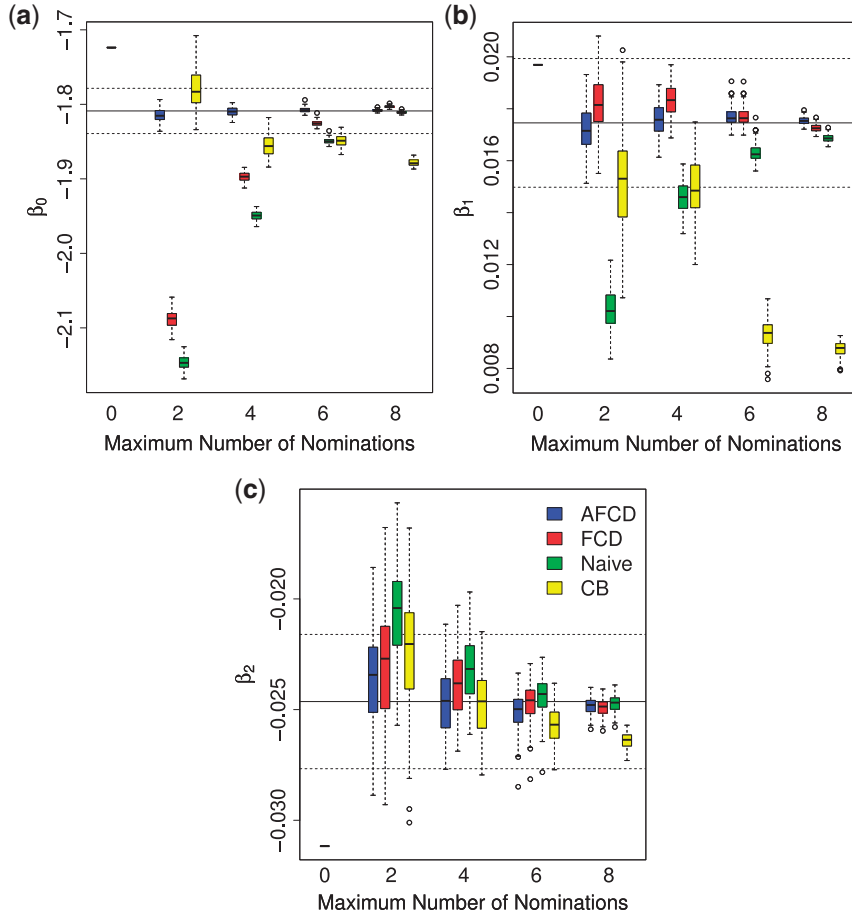 (a)
−1.7
−1.8
−1.9
−2.0
−2.1
β0
0 2 4 6 8
Maximum Number of Nominations
(b)
0.020
0.016
0.012
0.008
β1
0 2 4 6 8
Maximum Number of Nominations
(c)
AFCD
FCD
Naive
CB
−0.020
−0.025
−0.030
β2
0 2 4 6 8
Maximum Number of Nominations